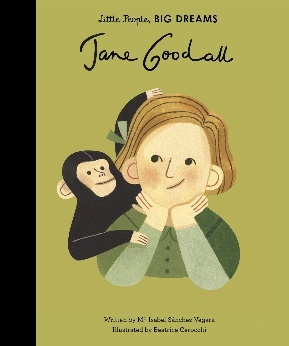 Little People, BIG DREAMS
Jane Goodall
Written by Mª Isabel Sánchez Vegara
Illustrated by Beatrice Cerocchi